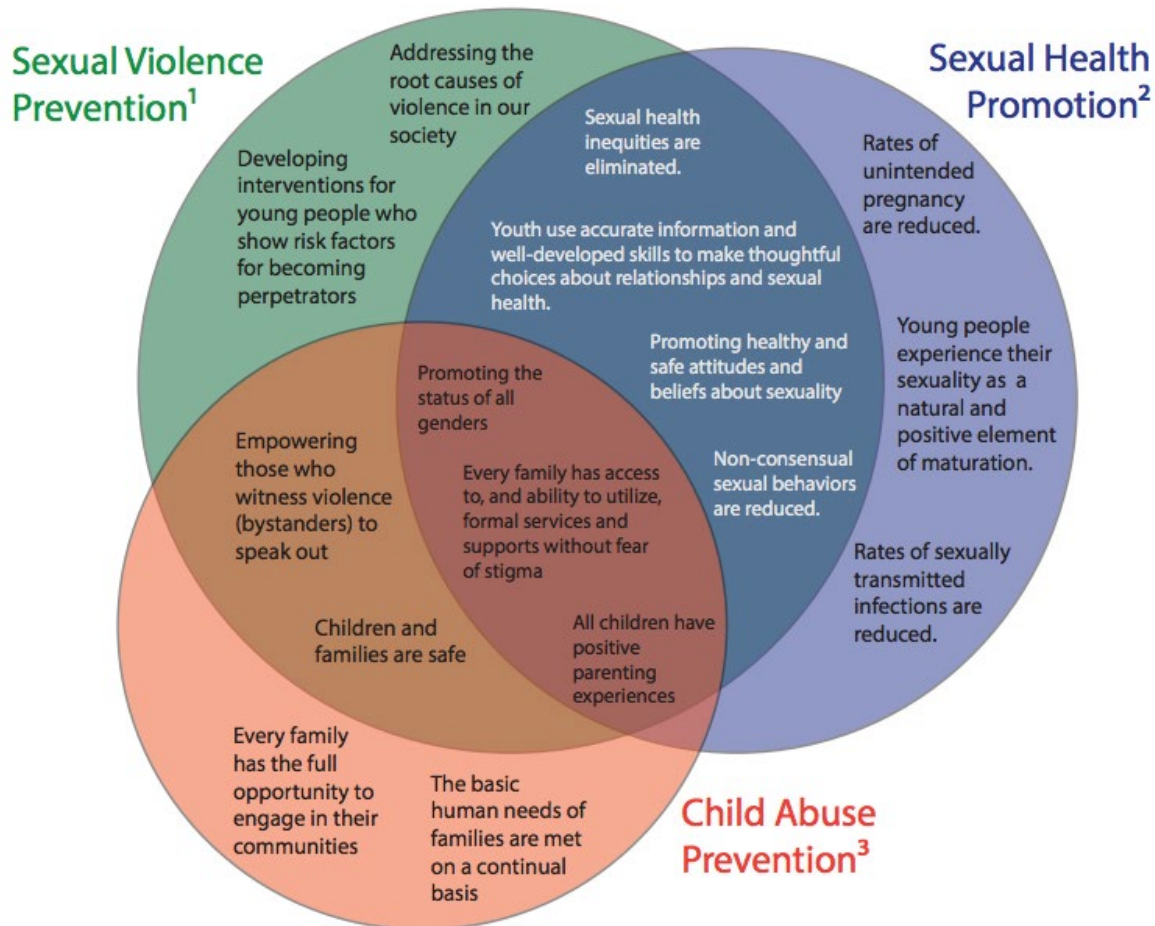 Sexual Violence
Prevention¹
Addressing the
root causes of
violence in our
society
Developing
interventions for
young people who
show risk factors
for becoming
perpetrators
Sexual Health
Promotion²
Sexual health
inequities are
eliminated.
Youth use accurate information and
well-developed skills to make thoughtful
choices about relationships and sexual
health.
Promoting healthy and
safe attitudes and
beliefs about sexuality
Non-consensual
sexual behaviors
are reduced.
Rates of
unintended
pregnancy
are reduced.
Young people
experience their
sexuality as a
natural and
positive element
of maturation.
Rates of sexually
transmitted
infections are
reduced.
Promoting the
status of all
genders
Every family has access
to, and ability to utilize,
formal services and
supports without fear
of stigma
All children have
positive
parenting
experiences
Empowering
those who
witness violence
(bystanders) to
speak out
Children and
families are safe
Every family
has the full
opportunity to
engage in their
communities
The basic
human needs of
families are met
on a continual
basis
Child Abuse
Prevention³